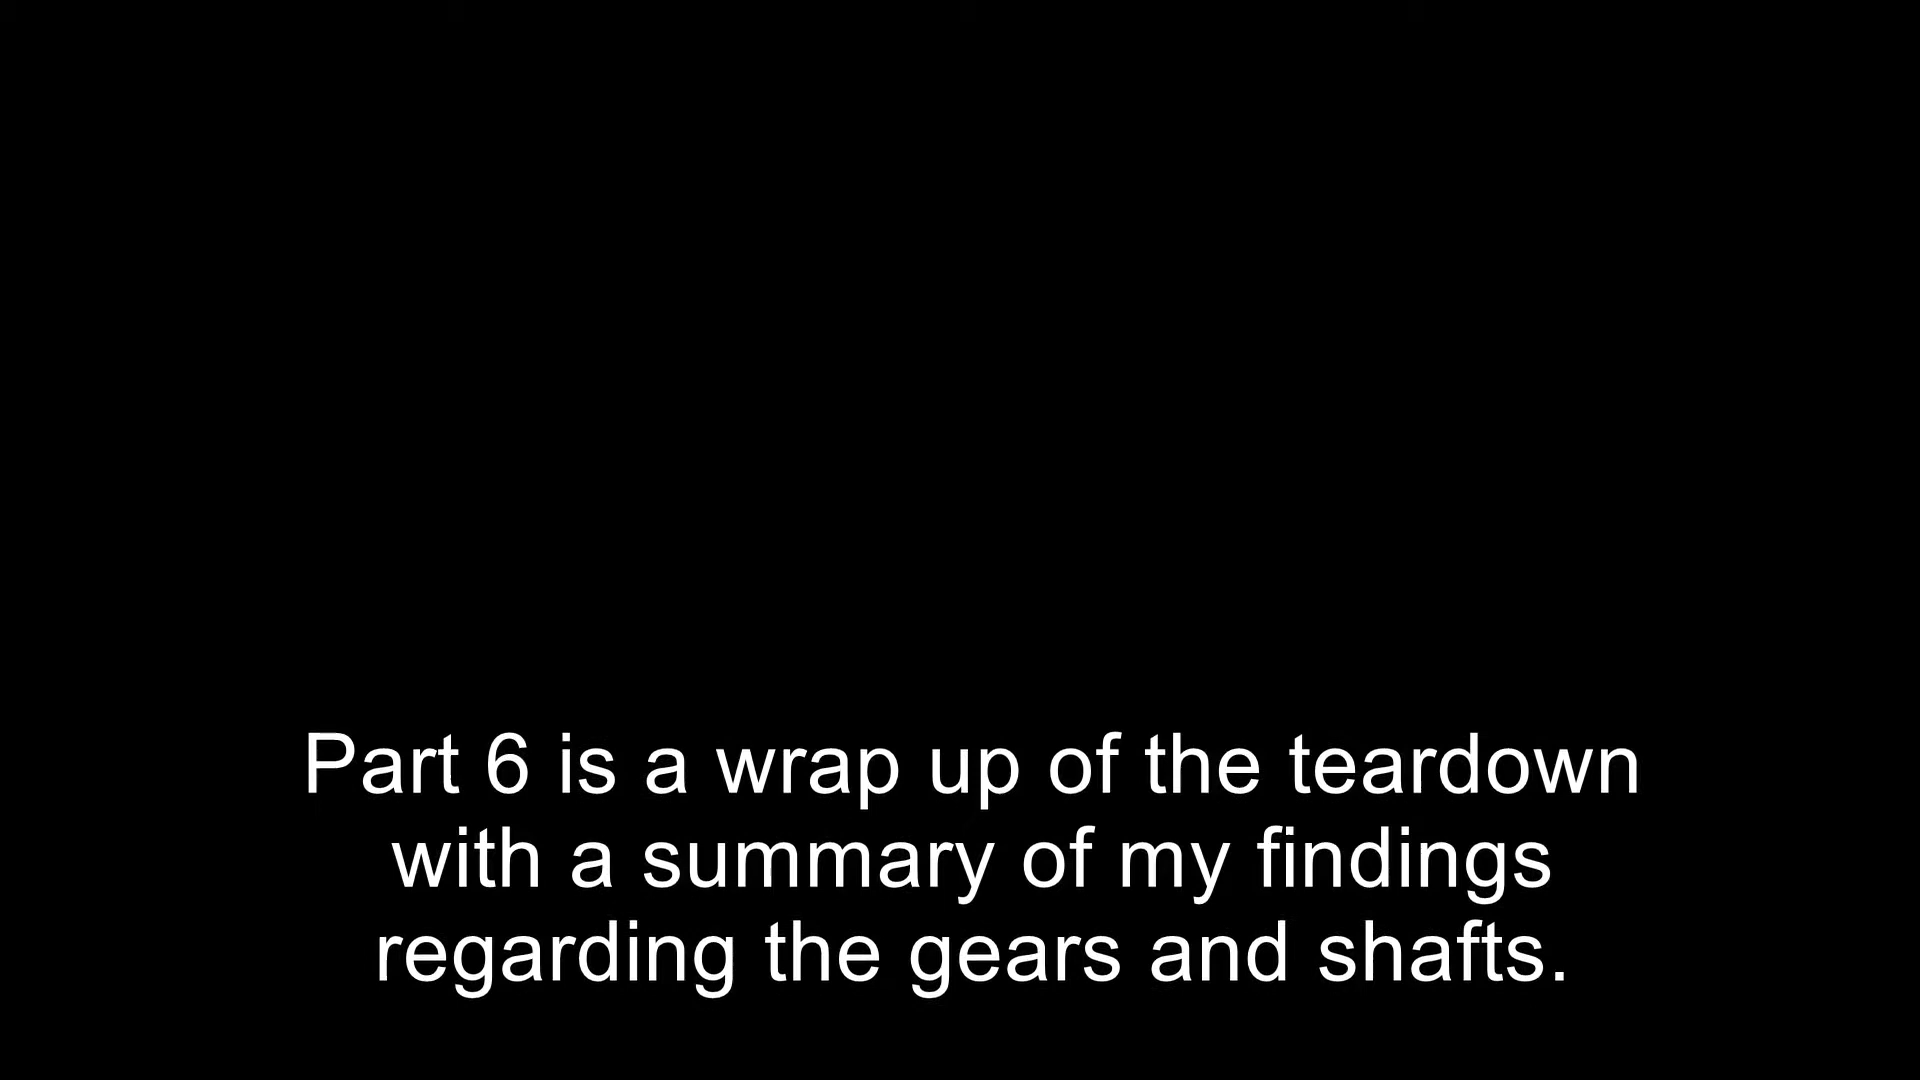 Part 6 is a wrap up of the teardown
with a summary of my findings
regarding the gears and shafts.